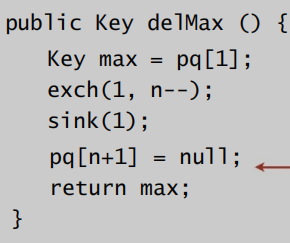 public Key delMax () {
Key max = pq[1];
exch(1, n--);
sink(1);
pq[n+1] = null;
return max;
}